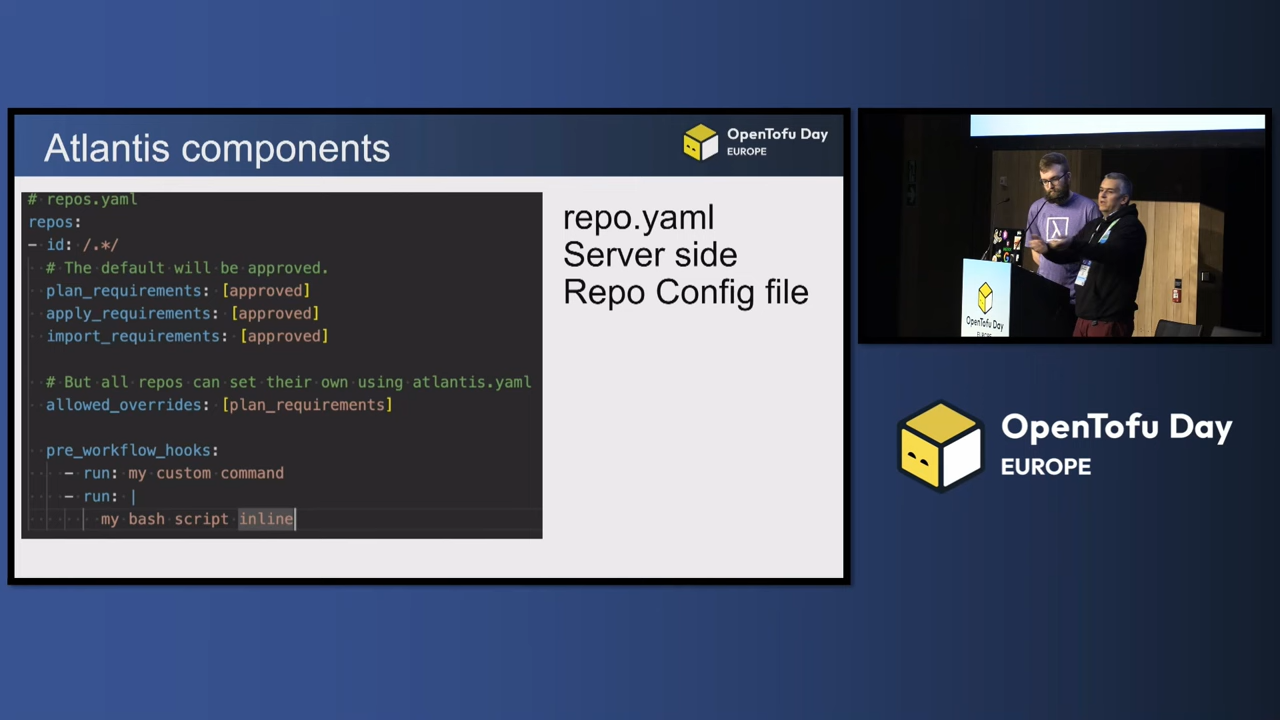 Atlantis components
OpenTofu Day
EUROPE
# repos.yaml
repos:
- id: /.*/
# The default will be approved.
plan_requirements: [approved]
apply_requirements: [approved]
import_requirements: [approved]
# But all repos can set their own using atlantis.yaml
allowed_overrides: [plan_requirements]
pre_workflow_hooks:
- run: my custom command
- run: |
my bash script inline
repo.yaml
Server side
Repo Config file
OpenTofu Day
OpenTofu Day
EUROPE